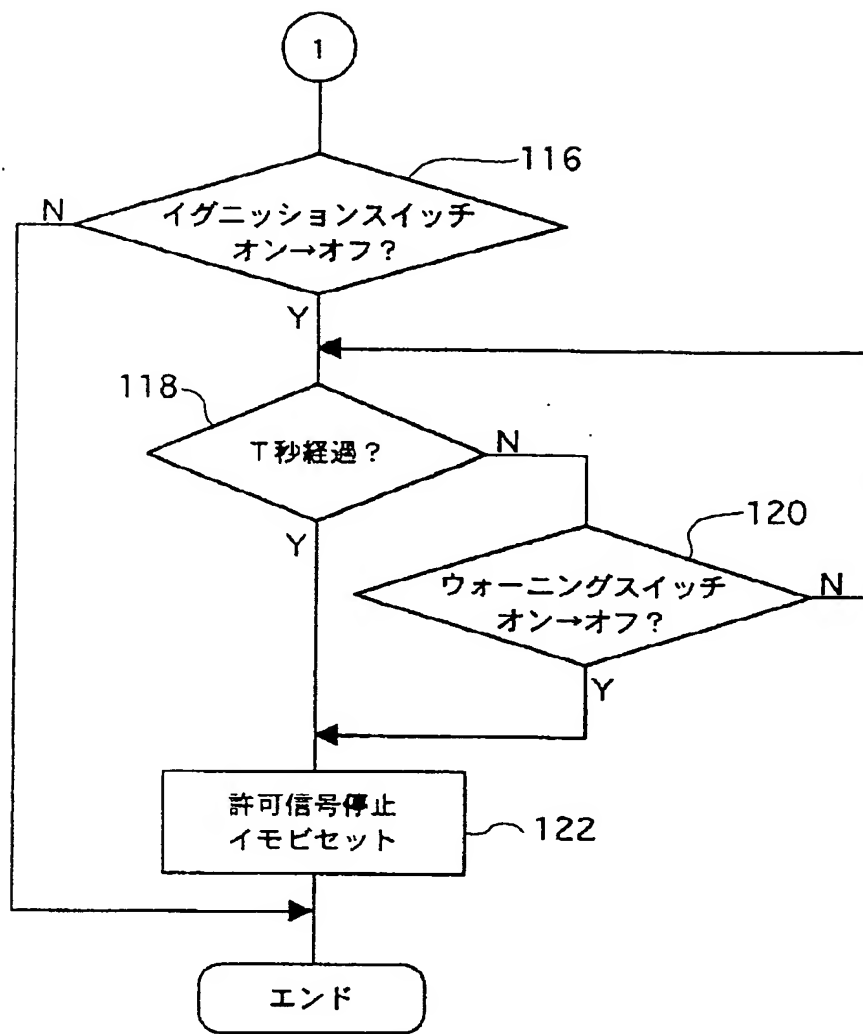 1
116
N
イグニッションスイッチ
オン→オフ?
Y
118
T秒経過?
N
Y
120
ウォーニングスイッチ
オン→オフ?
N
Y
許可信号停止
イモビセット
122
エンド